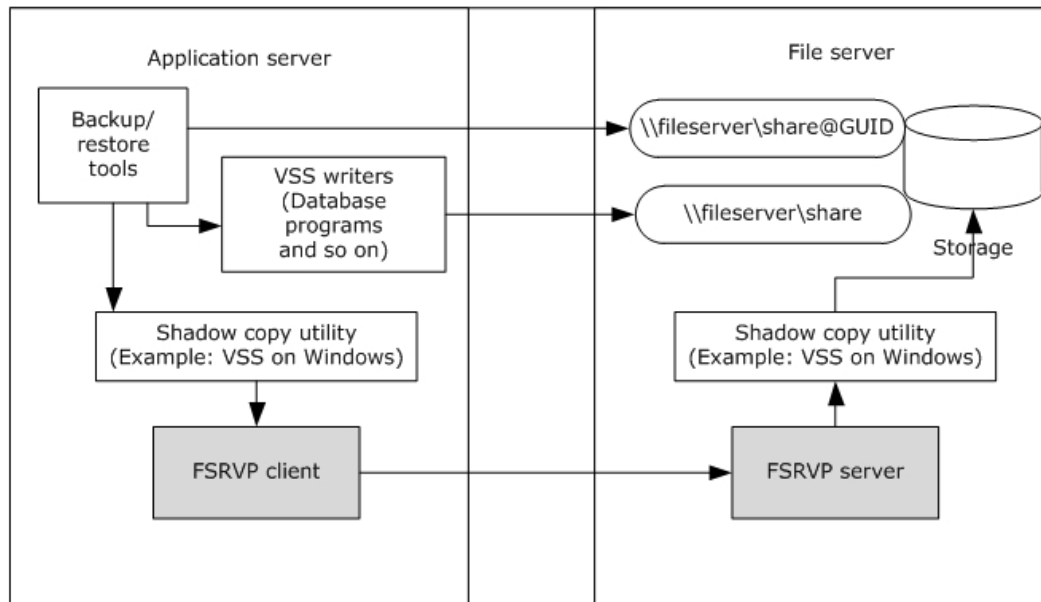 Application server
File server
Backup/
restore
tools
\\fileserver\share@GUID
VSS writers
(Database
programs
and so on)
\\fileserver\share
Storage
Shadow copy utility
(Example: VSS on Windows)
Shadow copy utility
(Example: VSS on Windows)
FSRVP client
FSRVP server